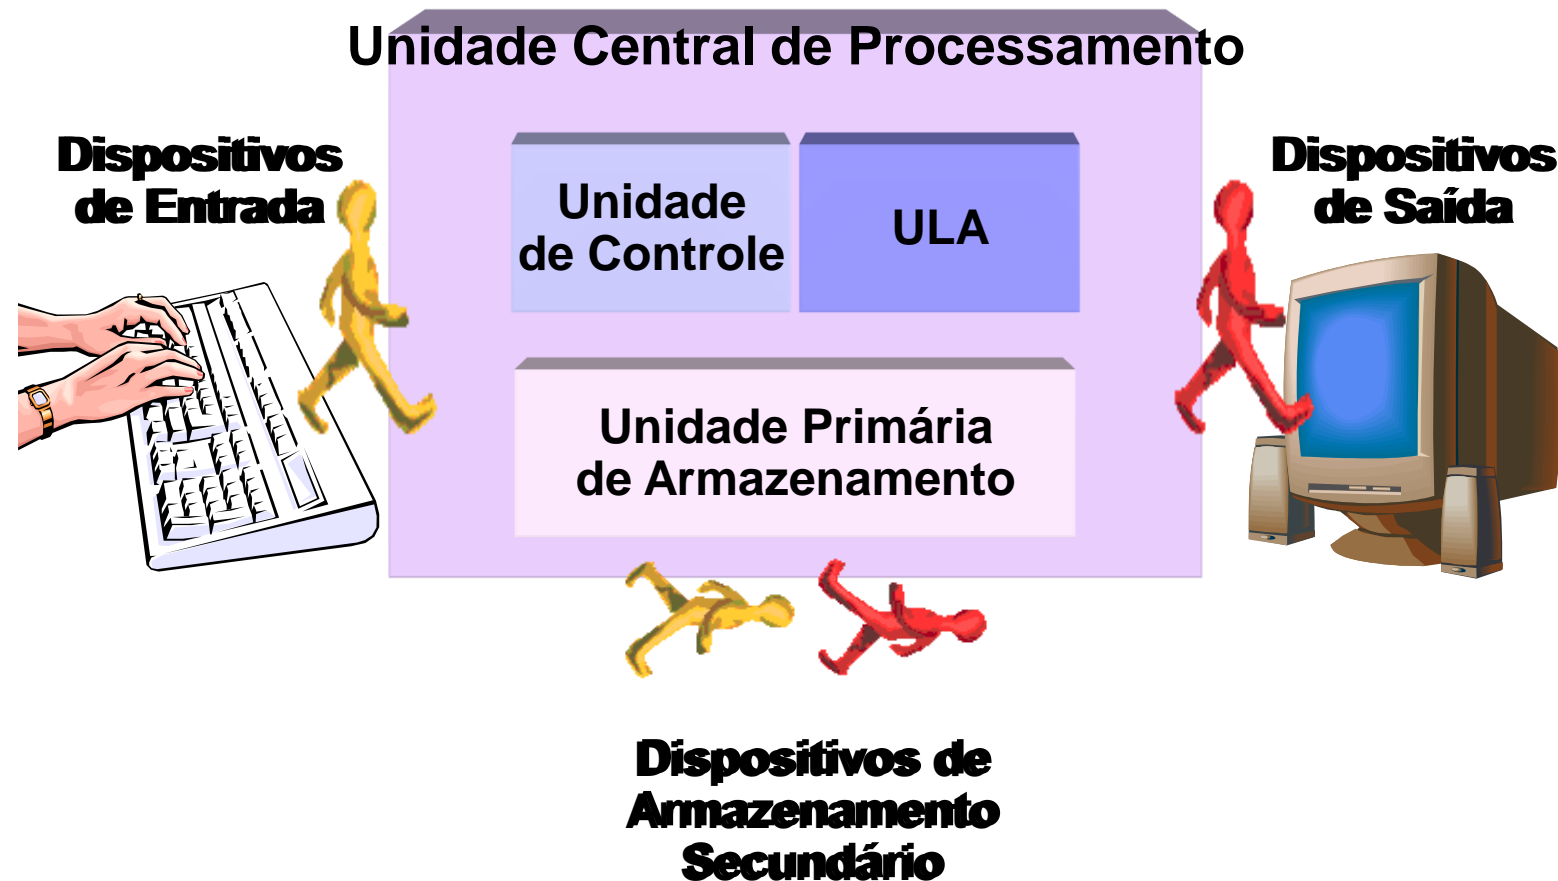 Unidade Central de Processamento
Dispositivos
de Entrada
Unidade
de Controle
ULA
Dispositivos
de Saída
Unidade Primária
de Armazenamento
Dispositivos de
Armazenamento
Secundário